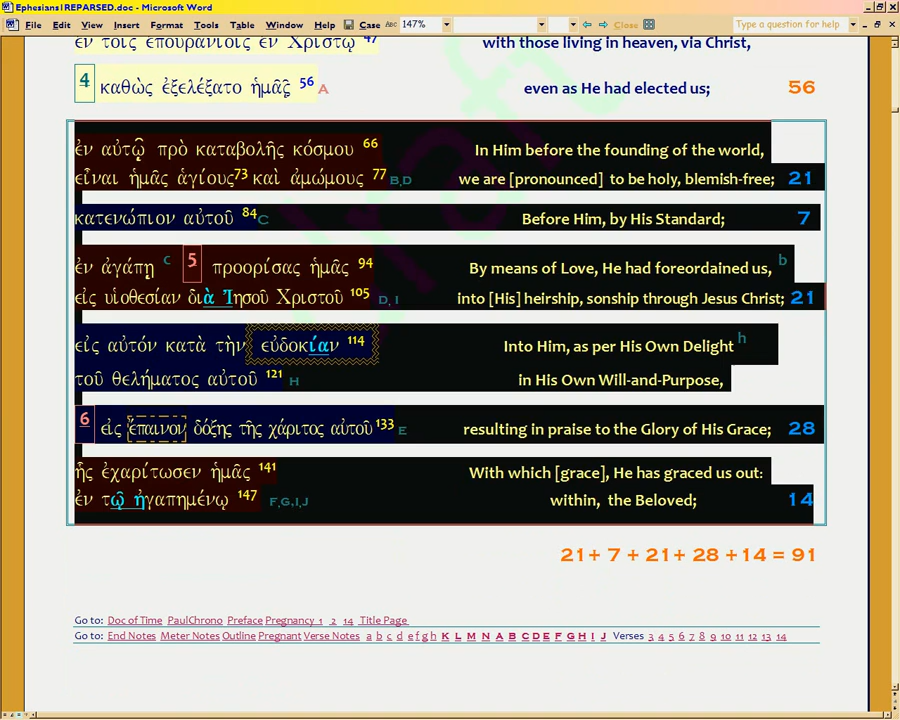 Ephesians1REPARSED.doc - Microsoft Word
File Edit View Insert Format Tools Table Window Help Case 147% Close Type a question for help
ἐν τοῖς ἐπουρανίοις ἐν Χριστῷ 47 with those living in heaven, via Christ,
4 καθὼς ἐξελέξατο ἡμᾶς 56 A even as He had elected us; 56
ἐν αὐτῷ πρὸ καταβολῆς κόσμου 66 In Him before the founding of the world,
εἶναι ἡμᾶς ἁγίους73 καὶ ἀμώμους 77 B,D we are [pronounced] to be holy, blemish-free; 21
κατενώπιον αὐτοῦ 84C Before Him, by His Standard; 7
ἐν ἀγάπῃ c 5 προορίσας ἡμᾶς 94 By means of Love, He had foreordained us, b
εἰς υἱοθεσίαν διὰ Ἰησοῦ Χριστοῦ 105 D, I into [His] heirship, sonship through Jesus Christ; 21
εἰς αὐτόν κατὰ τὴν εὐδοκίαν 114 Into Him, as per His Own Delight h
τοῦ θελήματος αὐτοῦ 121 H in His Own Will-and-Purpose,
6 εἰς ἔπαινον δόξης τῆς χάριτος αὐτοῦ133 E resulting in praise to the Glory of His Grace; 28
ἧς ἐχαρίτωσεν ἡμᾶς 141 With which [grace], He has graced us out:
ἐν τῷ ἠγαπημένῳ 147 F,G,I,J within, the Beloved; 14
21+ 7 + 21+ 28 +14 = 91
Go to: Doc of Time PaulChrono Preface Pregnancy 1 2 14 Title Page
Go to: End Notes Meter Notes Outline Pregnant Verse Notes a b c d e f g h K L M N A B C D E F G H I J Verses 3 4 5 6 7 8 9 10 11 12 13 14